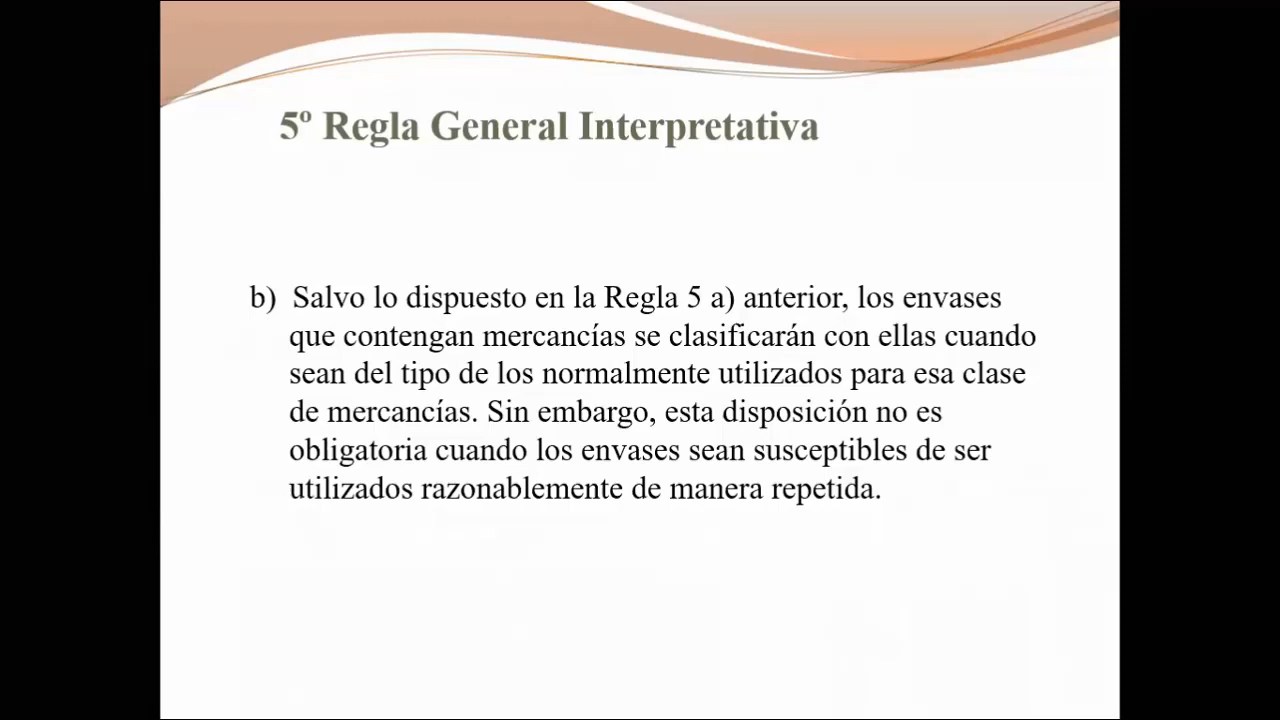 5º Regla General Interpretativa
b) Salvo lo dispuesto en la Regla 5 a) anterior, los envases
que contengan mercancías se clasificarán con ellas cuando
sean del tipo de los normalmente utilizados para esa clase
de mercancías. Sin embargo, esta disposición no es
obligatoria cuando los envases sean susceptibles de ser
utilizados razonablemente de manera repetida.